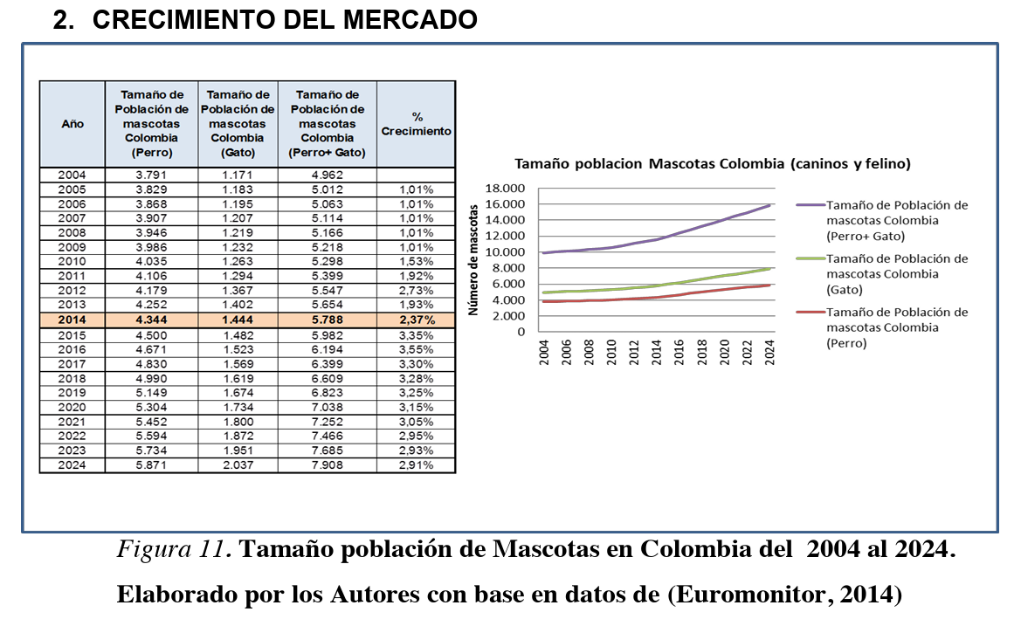 2. CRECIMIENTO DEL MERCADO
Año | Tamaño de Población de mascotas Colombia (Perro) | Tamaño de Población de mascotas Colombia (Gato) | Tamaño de Población de mascotas Colombia (Perro+ Gato) | % Crecimiento
2004 3.791 1.171 4.962
2005 3.829 1.183 5.012 1,01%
2006 3.868 1.195 5.063 1,01%
2007 3.907 1.207 5.114 1,01%
2008 3.946 1.219 5.166 1,01%
2009 3.986 1.232 5.218 1,01%
2010 4.035 1.263 5.298 1,53%
2011 4.106 1.294 5.399 1,92%
2012 4.179 1.367 5.547 2,73%
2013 4.252 1.402 5.654 1,93%
2014 4.344 1.444 5.788 2,37%
2015 4.500 1.482 5.982 3,35%
2016 4.671 1.523 6.194 3,55%
2017 4.830 1.569 6.399 3,30%
2018 4.990 1.619 6.609 3,28%
2019 5.149 1.674 6.823 3,25%
2020 5.304 1.734 7.038 3,15%
2021 5.452 1.800 7.252 3,05%
2022 5.594 1.872 7.466 2,95%
2023 5.734 1.951 7.685 2,93%
2024 5.871 2.037 7.908 2,91%
Tamaño poblacion Mascotas Colombia (caninos y felino)
Número de mascotas
18.000
16.000
14.000
12.000
10.000
8.000
6.000
4.000
2.000
0
2004 2006 2008 2010 2012 2014 2016 2018 2020 2022 2024
Tamaño de Población de
mascotas Colombia
(Perro+ Gato)
Tamaño de Población de
mascotas Colombia
(Gato)
Tamaño de Población de
mascotas Colombia
(Perro)
Figura 11. Tamaño población de Mascotas en Colombia del 2004 al 2024.
Elaborado por los Autores con base en datos de (Euromonitor, 2014)